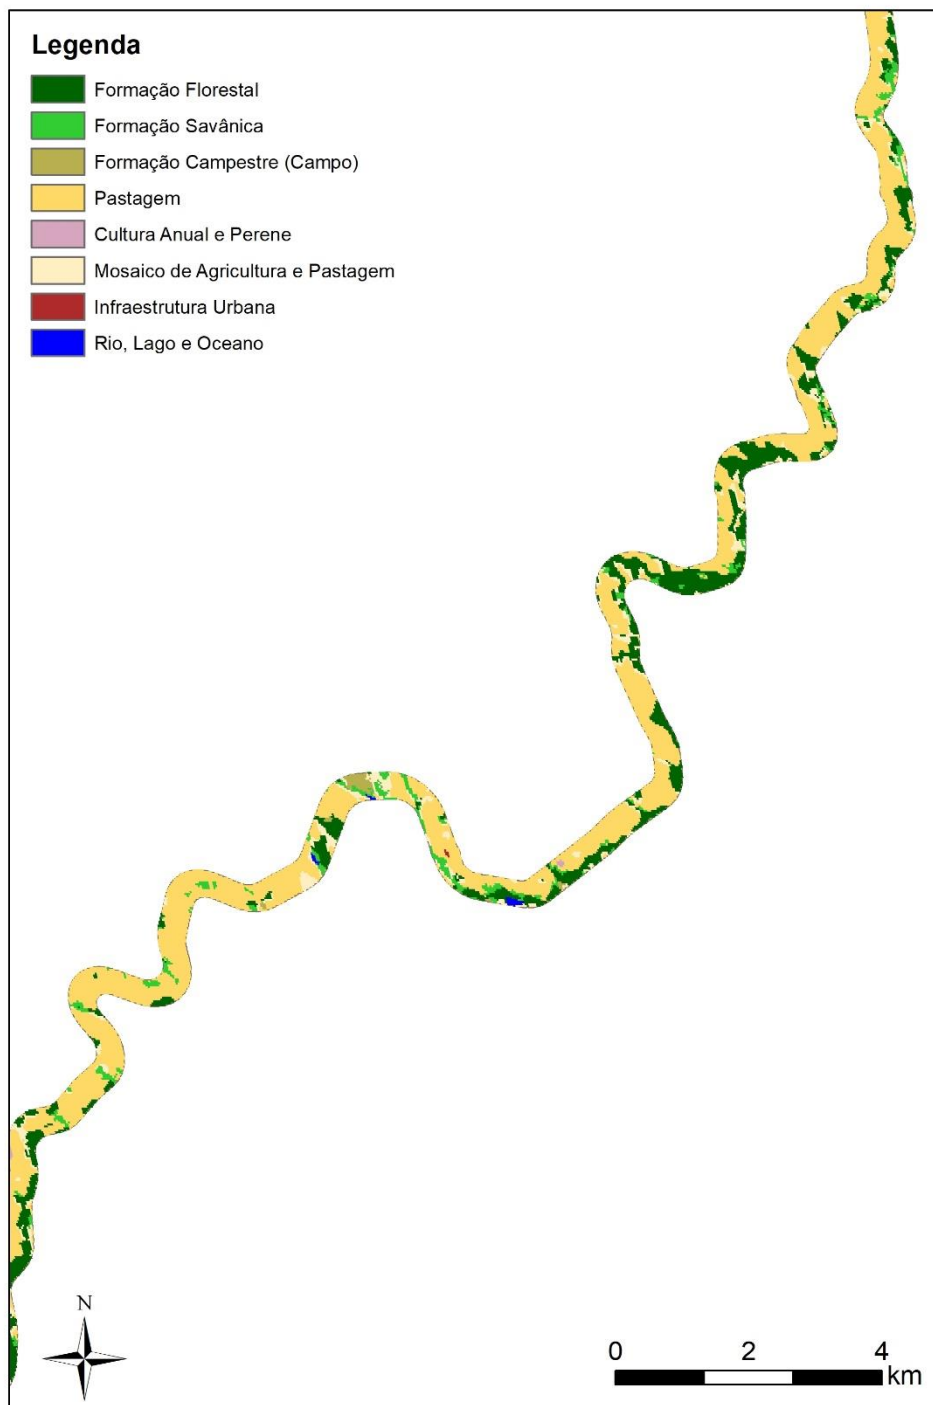 Legenda
Formação Florestal
Formação Savânica
Formação Campestre (Campo)
Pastagem
Cultura Anual e Perene
Mosaico de Agricultura e Pastagem
Infraestrutura Urbana
Rio, Lago e Oceano
N
0 2 4
km